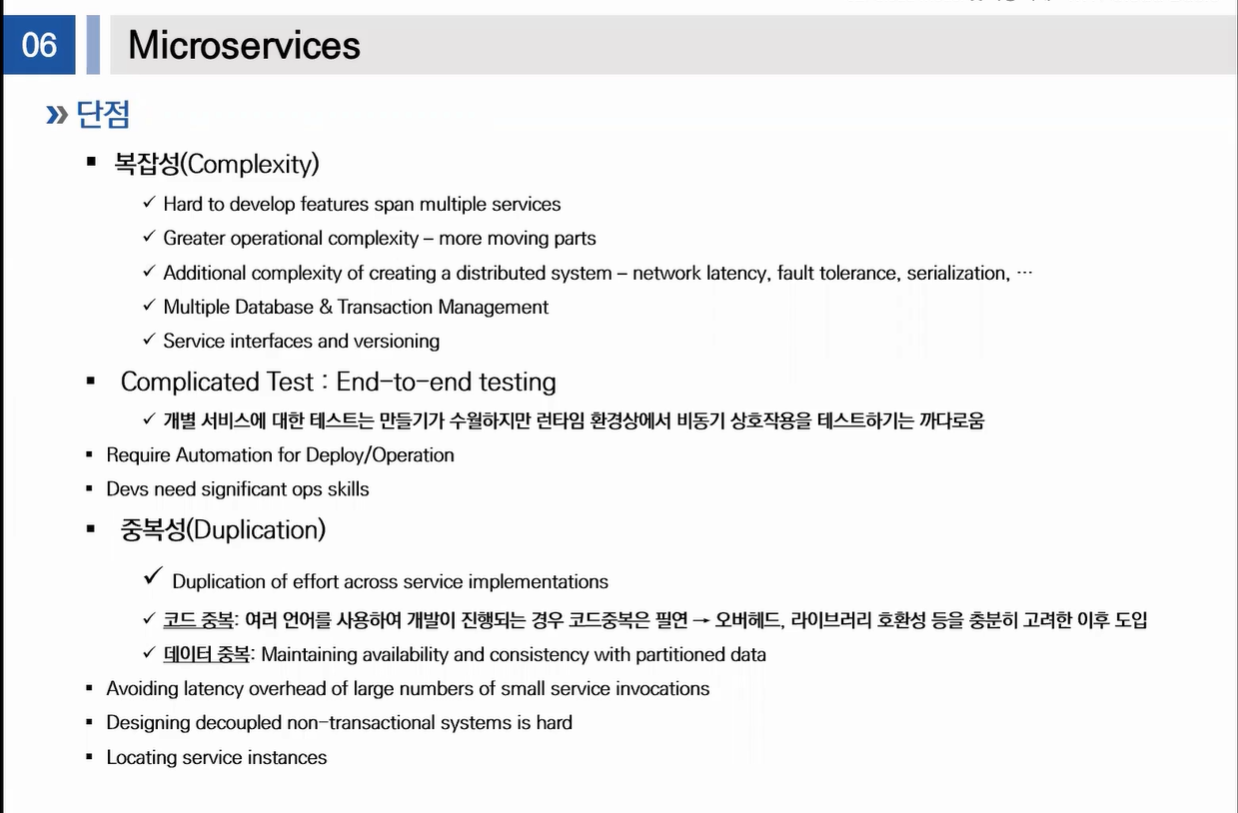 06 Microservices
» 단점
▪ 복잡성(Complexity)
✓ Hard to develop features span multiple services
✓ Greater operational complexity – more moving parts
✓ Additional complexity of creating a distributed system – network latency, fault tolerance, serialization, …
✓ Multiple Database & Transaction Management
✓ Service interfaces and versioning
▪ Complicated Test : End-to-end testing
✓ 개별 서비스에 대한 테스트는 만들기가 수월하지만 런타임 환경상에서 비동기 상호작용을 테스트하기는 까다로움
▪ Require Automation for Deploy/Operation
▪ Devs need significant ops skills
▪ 중복성(Duplication)
✓ Duplication of effort across service implementations
✓ 코드 중복: 여러 언어를 사용하여 개발이 진행되는 경우 코드중복은 필연 → 오버헤드, 라이브러리 호환성 등을 충분히 고려한 이후 도입
✓ 데이터 중복: Maintaining availability and consistency with partitioned data
▪ Avoiding latency overhead of large numbers of small service invocations
▪ Designing decoupled non-transactional systems is hard
▪ Locating service instances